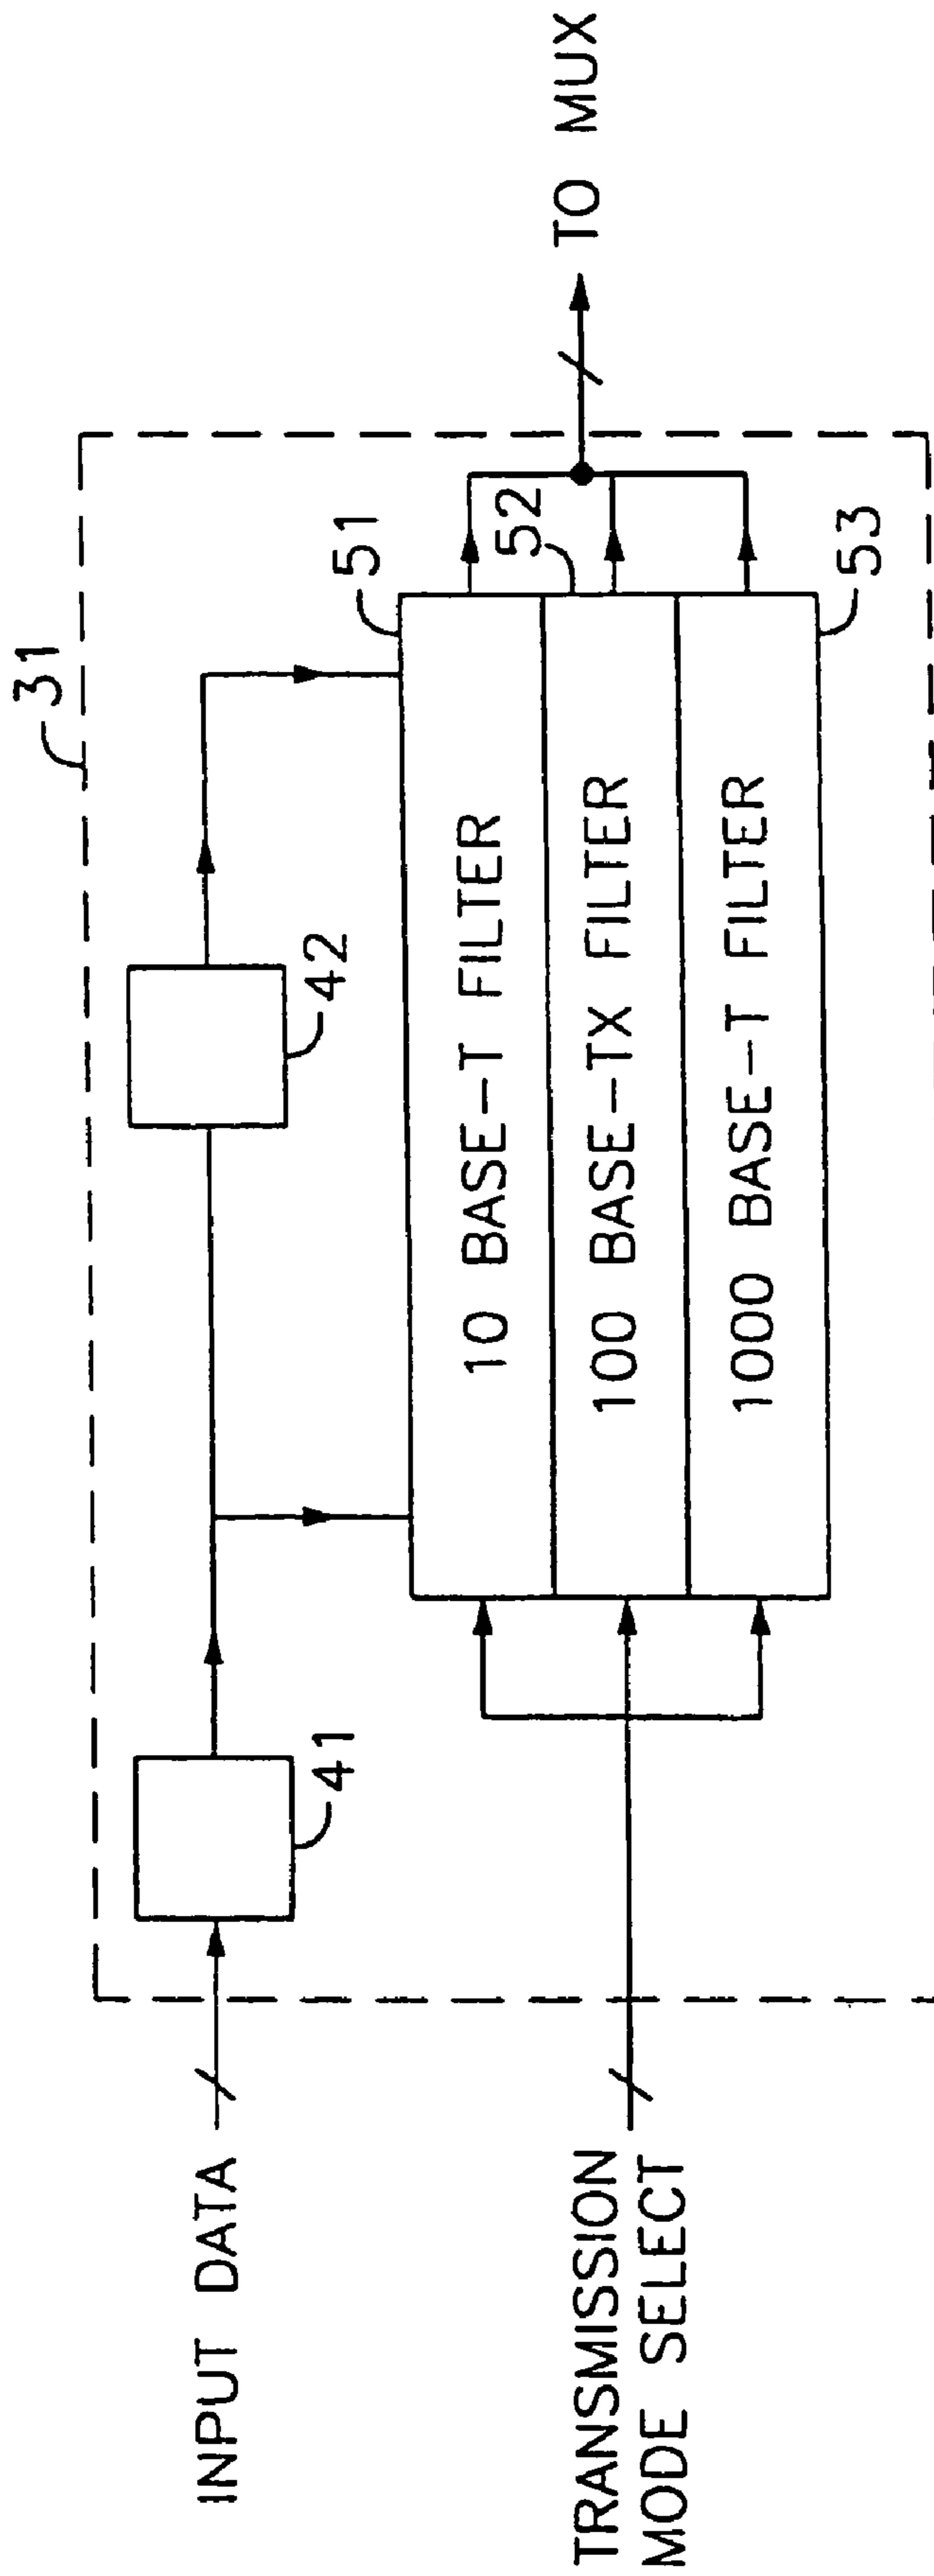 31
INPUT DATA
41
42
51
52
10 BASE-T FILTER
100 BASE-TX FILTER
1000 BASE-T FILTER
53
TRANSMISSION
MODE SELECT
TO MUX